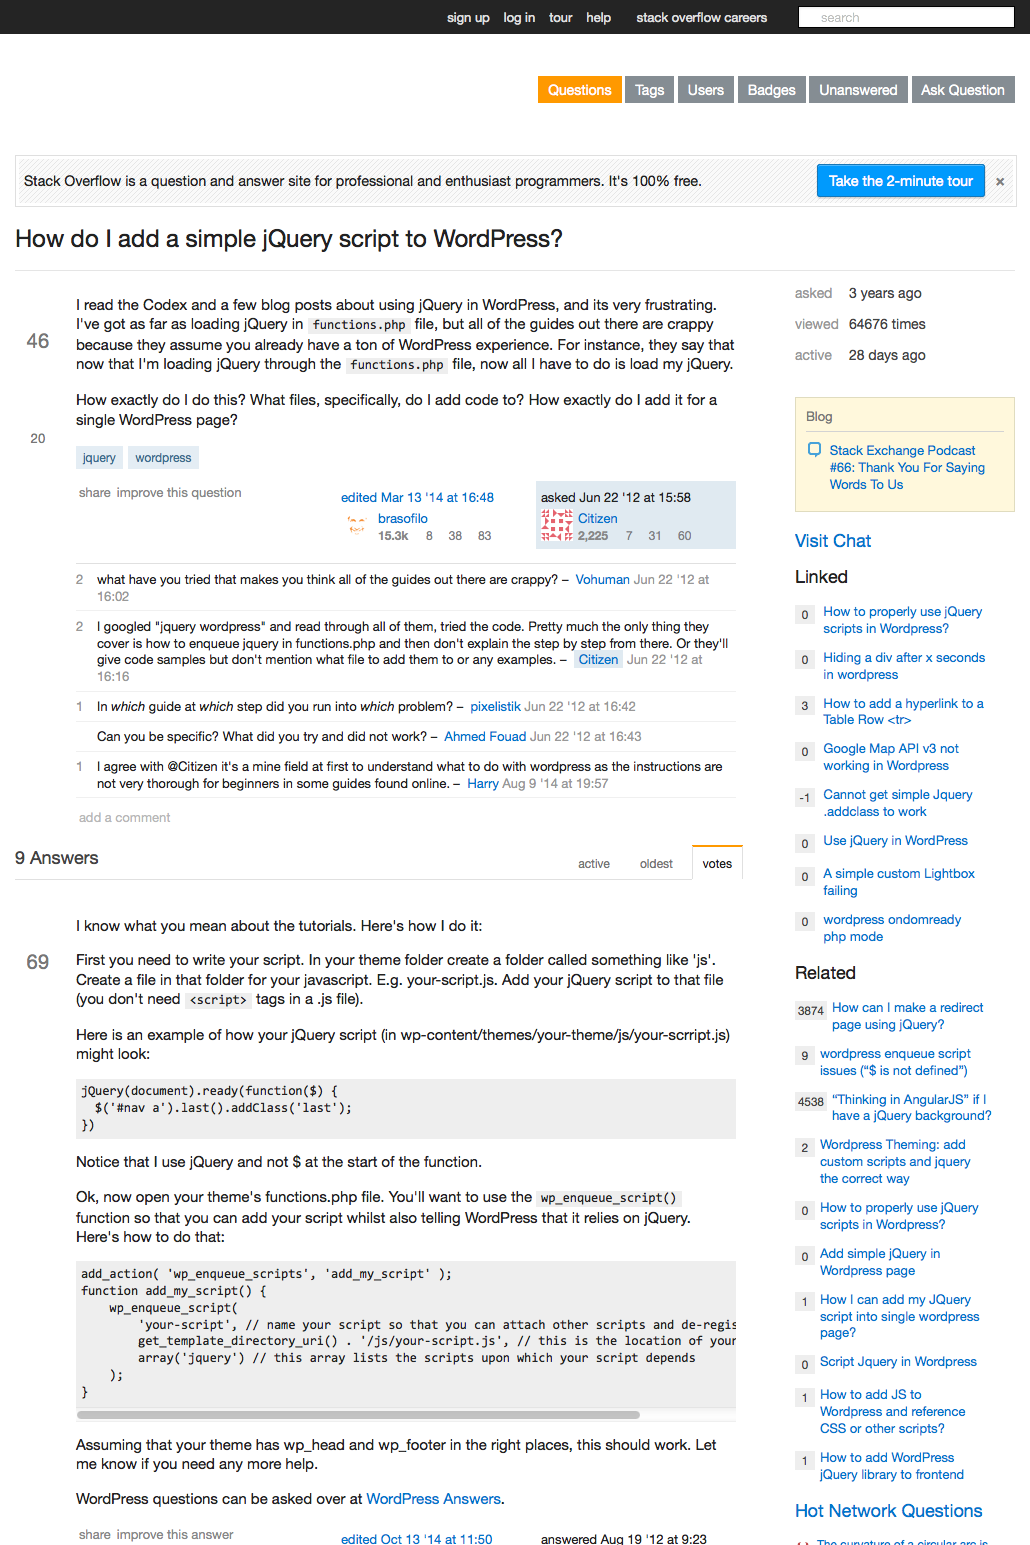 sign up log in tour help stack overflow careers search
Questions Tags Users Badges Unanswered Ask Question
Stack Overflow is a question and answer site for professional and enthusiast programmers. It's 100% free.
Take the 2-minute tour ×
How do I add a simple jQuery script to WordPress?
46
20
I read the Codex and a few blog posts about using jQuery in WordPress, and its very frustrating.
I've got as far as loading jQuery in functions.php file, but all of the guides out there are crappy
because they assume you already have a ton of WordPress experience. For instance, they say that
now that I'm loading jQuery through the functions.php file, now all I have to do is load my jQuery.
How exactly do I do this? What files, specifically, do I add code to? How exactly do I add it for a
single WordPress page?
jquery wordpress
share improve this question
edited Mar 13 '14 at 16:48
brasofilo
15.3k 8 38 83
asked Jun 22 '12 at 15:58
Citizen
2,225 7 31 60
2 what have you tried that makes you think all of the guides out there are crappy? – Vohuman Jun 22 '12 at
16:02
2 I googled "jquery wordpress" and read through all of them, tried the code. Pretty much the only thing they
cover is how to enqueue jquery in functions.php and then don't explain the step by step from there. Or they'll
give code samples but don't mention what file to add them to or any examples. – Citizen Jun 22 '12 at
16:16
1 In which guide at which step did you run into which problem? – pixelistik Jun 22 '12 at 16:42
Can you be specific? What did you try and did not work? – Ahmed Fouad Jun 22 '12 at 16:43
1 I agree with @Citizen it's a mine field at first to understand what to do with wordpress as the instructions are
not very thorough for beginners in some guides found online. – Harry Aug 9 '14 at 19:57
add a comment
9 Answers
active oldest votes
69
I know what you mean about the tutorials. Here's how I do it:
First you need to write your script. In your theme folder create a folder called something like 'js'.
Create a file in that folder for your javascript. E.g. your-script.js. Add your jQuery script to that file
(you don't need <script> tags in a .js file).
Here is an example of how your jQuery script (in wp-content/themes/your-theme/js/your-scrript.js)
might look:
jQuery(document).ready(function($) {
  $('#nav a').last().addClass('last');
})
Notice that I use jQuery and not $ at the start of the function.
Ok, now open your theme's functions.php file. You'll want to use the wp_enqueue_script()
function so that you can add your script whilst also telling WordPress that it relies on jQuery.
Here's how to do that:
add_action( 'wp_enqueue_scripts', 'add_my_script' );
function add_my_script() {
    wp_enqueue_script(
        'your-script', // name your script so that you can attach other scripts and de-regis
        get_template_directory_uri() . '/js/your-script.js', // this is the location of your
        array('jquery') // this array lists the scripts upon which your script depends
    );
}
Assuming that your theme has wp_head and wp_footer in the right places, this should work. Let
me know if you need any more help.
WordPress questions can be asked over at WordPress Answers.
share improve this answer
edited Oct 13 '14 at 11:50
answered Aug 19 '12 at 9:23
asked 3 years ago
viewed 64676 times
active 28 days ago
Blog
Stack Exchange Podcast
#66: Thank You For Saying
Words To Us
Visit Chat
Linked
0 How to properly use jQuery
scripts in Wordpress?
0 Hiding a div after x seconds
in wordpress
3 How to add a hyperlink to a
Table Row <tr>
0 Google Map API v3 not
working in Wordpress
-1 Cannot get simple Jquery
.addclass to work
0 Use jQuery in WordPress
0 A simple custom Lightbox
failing
0 wordpress ondomready
php mode
Related
3874 How can I make a redirect
page using jQuery?
9 wordpress enqueue script
issues (“$ is not defined”)
4538 “Thinking in AngularJS” if I
have a jQuery background?
2 Wordpress Theming: add
custom scripts and jquery
the correct way
0 How to properly use jQuery
scripts in Wordpress?
0 Add simple jQuery in
Wordpress page
1 How I can add my JQuery
script into single wordpress
page?
0 Script Jquery in Wordpress
1 How to add JS to
Wordpress and reference
CSS or other scripts?
1 How to add WordPress
jQuery library to frontend
Hot Network Questions
The curvature of a circular arc is